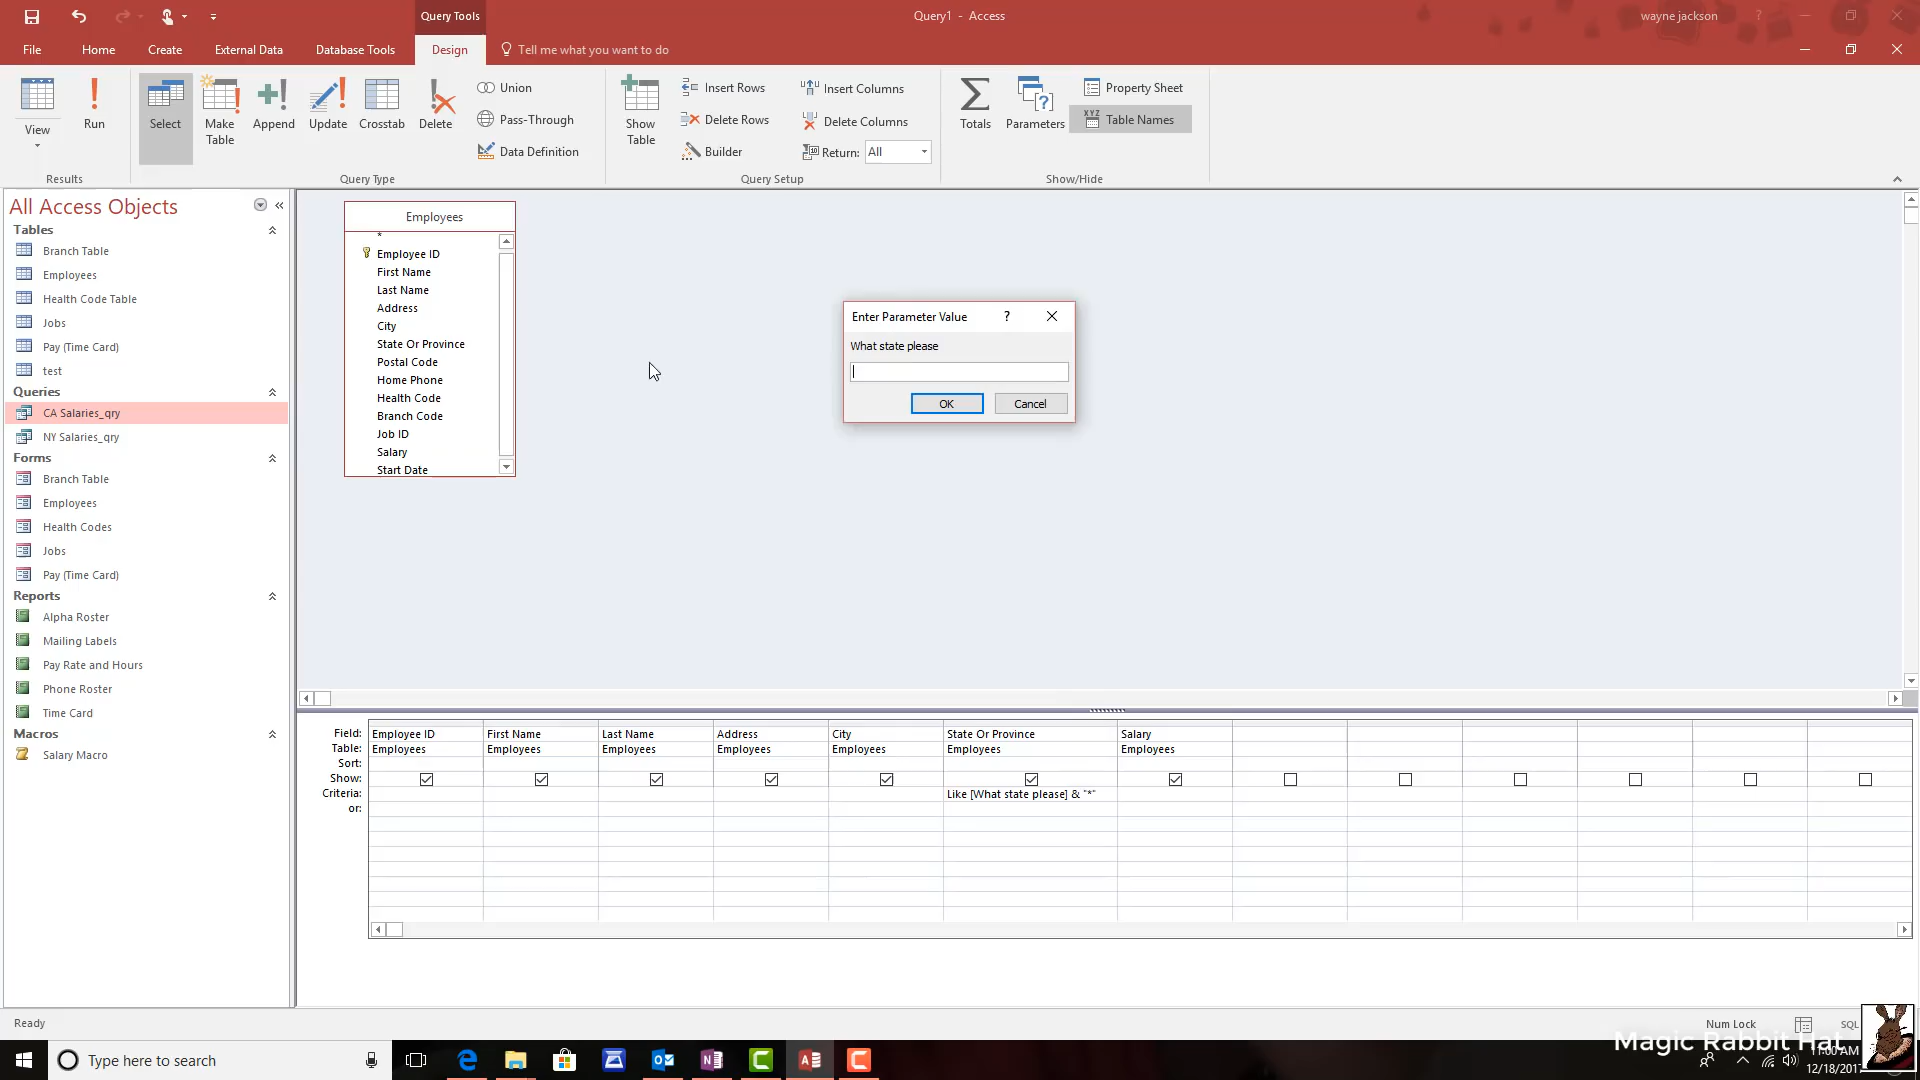 Query Tools
Query1 - Access
wayne jackson
?
File
Home
Create
External Data
Database Tools
Design
Tell me what you want to do
View
Run
Select
Make
Table
Append
Update
Crosstab
Delete
Union
Pass-Through
Data Definition
Show
Table
Insert Rows
Delete Rows
Builder
Insert Columns
Delete Columns
Return: All
Totals
Parameters
Property Sheet
XYZ
Table Names
Results
Query Type
Query Setup
Show/Hide
All Access Objects
Tables
Branch Table
Employees
Health Code Table
Jobs
Pay (Time Card)
test
Queries
CA Salaries_qry
NY Salaries_qry
Forms
Branch Table
Employees
Health Codes
Jobs
Pay (Time Card)
Reports
Alpha Roster
Mailing Labels
Pay Rate and Hours
Phone Roster
Time Card
Macros
Salary Macro
Employees
*
Employee ID
First Name
Last Name
Address
City
State Or Province
Postal Code
Home Phone
Health Code
Branch Code
Job ID
Salary
Start Date
Enter Parameter Value
?
What state please
OK
Cancel
Field: Employee ID First Name Last Name Address City State Or Province Salary
Table: Employees Employees Employees Employees Employees Employees Employees
Sort:
Show:
Criteria: Like [What state please] & "*"
or:
Ready
Num Lock
SQL
Magic Rabbit Hat
Type here to search
11:00 AM
12/18/2017